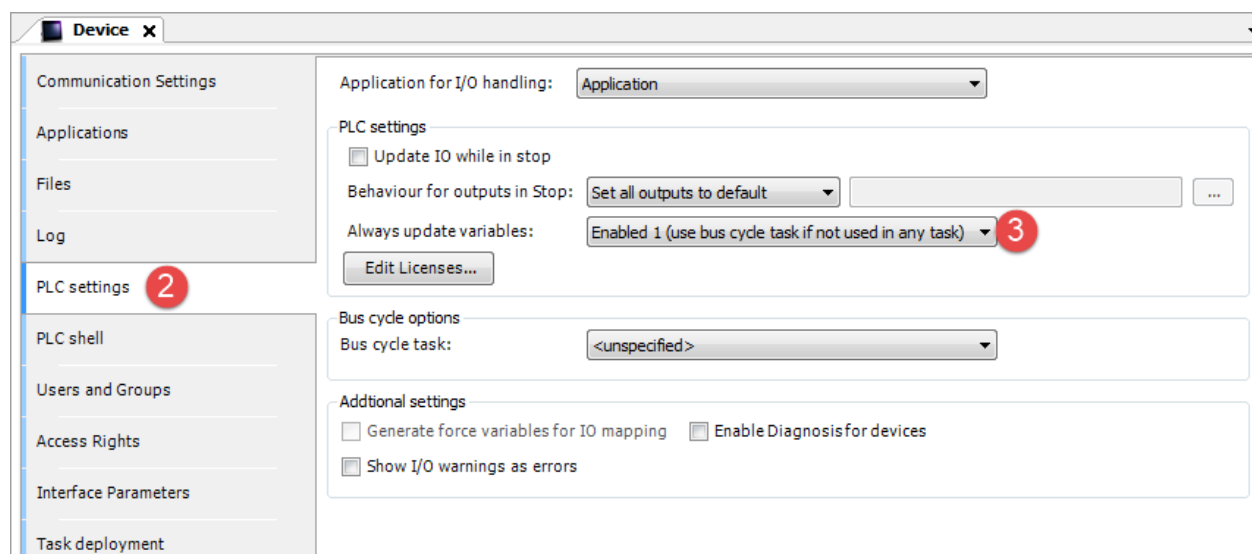 Device
Communication Settings
Applications
Files
Log
PLC settings 2
PLC shell
Users and Groups
Access Rights
Interface Parameters
Task deployment
Application for I/O handling: Application
PLC settings
Update IO while in stop
Behaviour for outputs in Stop: Set all outputs to default ...
Always update variables: Enabled 1 (use bus cycle task if not used in any task) 3
Edit Licenses...
Bus cycle options
Bus cycle task: <unspecified>
Addtional settings
Generate force variables for IO mapping Enable Diagnosis for devices
Show I/O warnings as errors